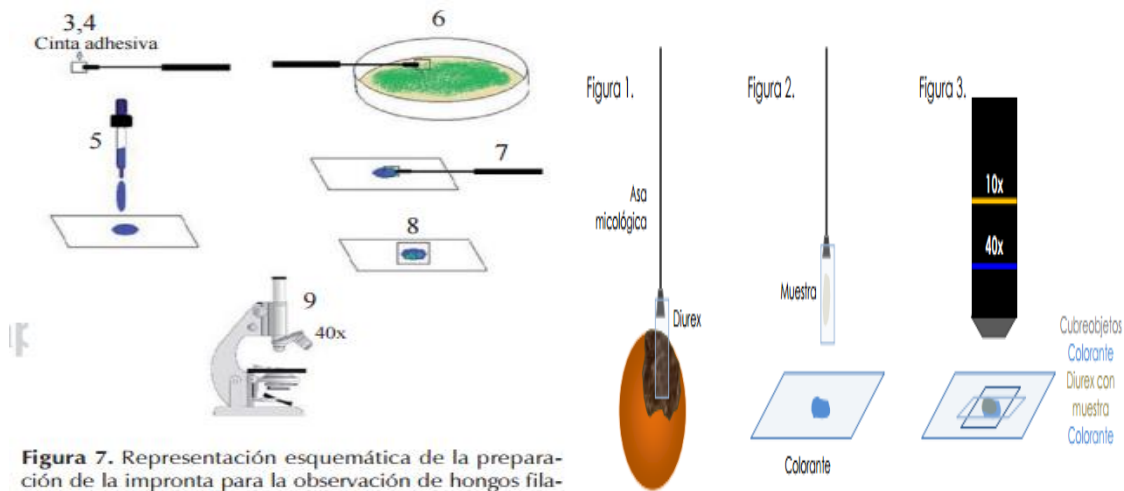 3,4
Cinta adhesiva
6
5
7
8
9
40x
Figura 7. Representación esquemática de la prepara-
ción de la impronta para la observación de hongos fila-
Figura 1.
Asa
micológica
Diurex
Figura 2.
Muestra
Colorante
Figura 3.
10x
40x
Cubreobjetos
Colorante
Diurex con
muestra
Colorante